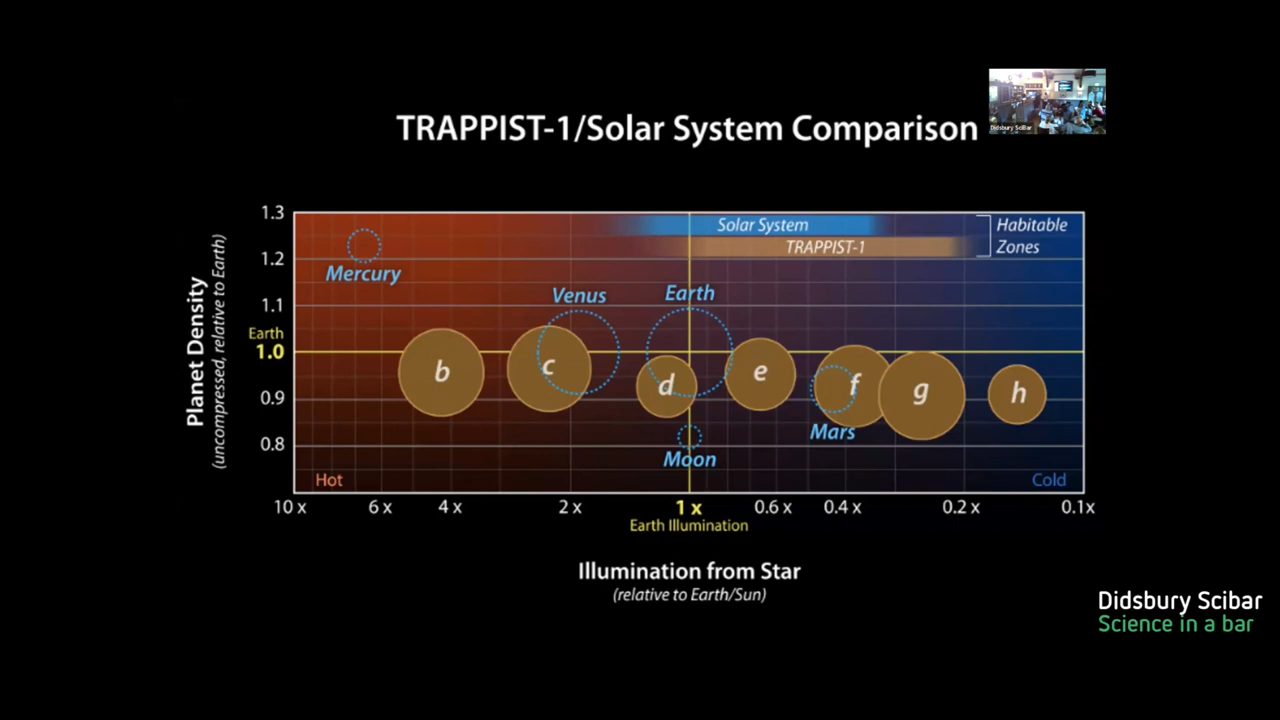 Didsbury SciBar
TRAPPIST-1/Solar System Comparison
Planet Density
(uncompressed, relative to Earth)
1.3
1.2
1.1
Earth
1.0
0.9
0.8
Solar System
TRAPPIST-1
Habitable
Zones
Mercury
Venus
Earth
b
c
d
e
f
g
h
Mars
Moon
Hot
Cold
10 x
6 x
4 x
2 x
1 x
0.6 x
0.4 x
0.2 x
0.1x
Earth Illumination
Illumination from Star
(relative to Earth/Sun)
Didsbury Scibar
Science in a bar